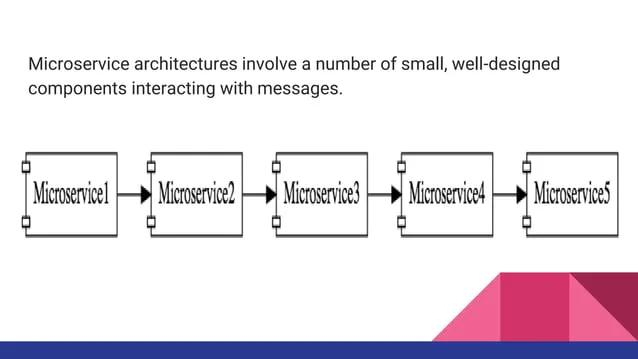 Microservice architectures involve a number of small, well-designed
components interacting with messages.
Microservice1 Microservice2 Microservice3 Microservice4 Microservice5